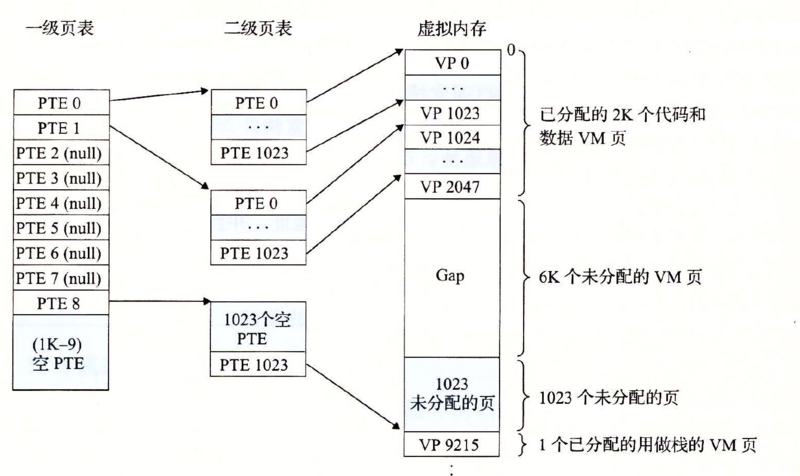 一级页表
二级页表
虚拟内存
PTE 0
PTE 1
PTE 2 (null)
PTE 3 (null)
PTE 4 (null)
PTE 5 (null)
PTE 6 (null)
PTE 7 (null)
PTE 8
(1K–9)
空 PTE
PTE 0
···
PTE 1023
PTE 0
···
PTE 1023
1023个空
PTE
PTE 1023
0
VP 0
···
VP 1023
VP 1024
···
VP 2047
Gap
1023
未分配的页
VP 9215
⋮
已分配的 2K 个代码和
数据 VM 页
6K 个未分配的 VM 页
1023 个未分配的页
1 个已分配的用做栈的 VM 页